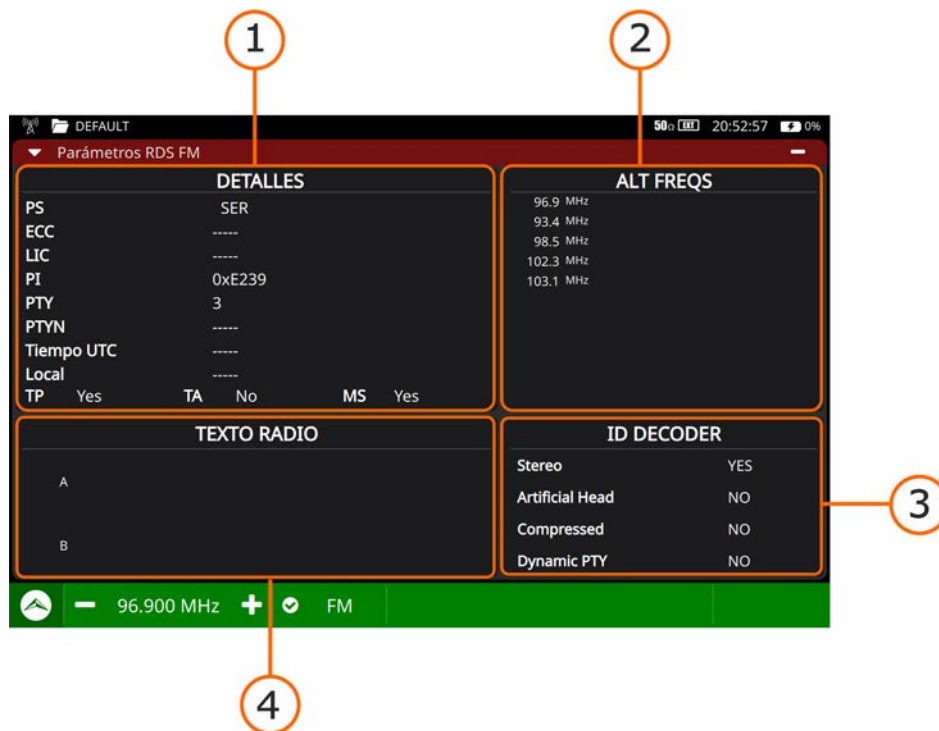 1
2
DEFAULT
50Ω EXT 20:52:57 0%
Parámetros RDS FM
DETALLES
PS SER
ECC -----
LIC -----
PI 0xE239
PTY 3
PTYN -----
Tiempo UTC -----
Local -----
TP Yes TA No MS Yes
ALT FREQS
96.9 MHz
93.4 MHz
98.5 MHz
102.3 MHz
103.1 MHz
TEXTO RADIO
A
B
ID DECODER
Stereo YES
Artificial Head NO
Compressed NO
Dynamic PTY NO
3
96.900 MHz FM
4